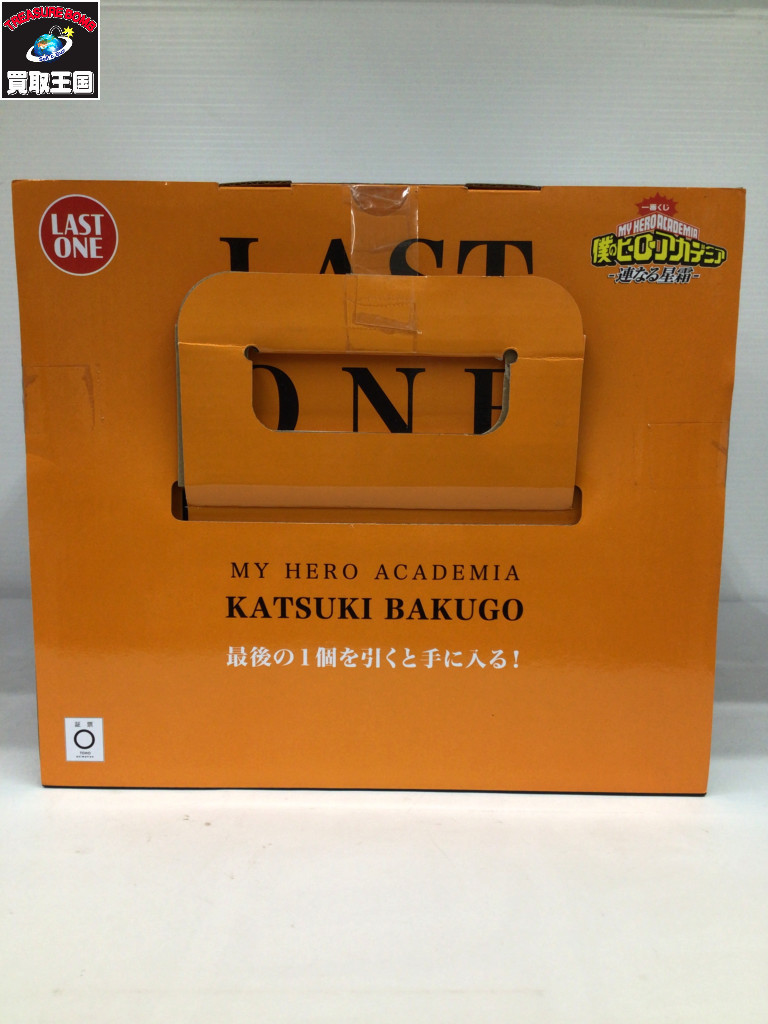 TREASURE BOMB
買取王国
LAST
ONE
一番くじ
MY HERO ACADEMIA
僕のヒーローアカデミア
-連なる星霜-
LAST
ONE
MY HERO ACADEMIA
KATSUKI BAKUGO
最後の1個を引くと手に入る!
証 票